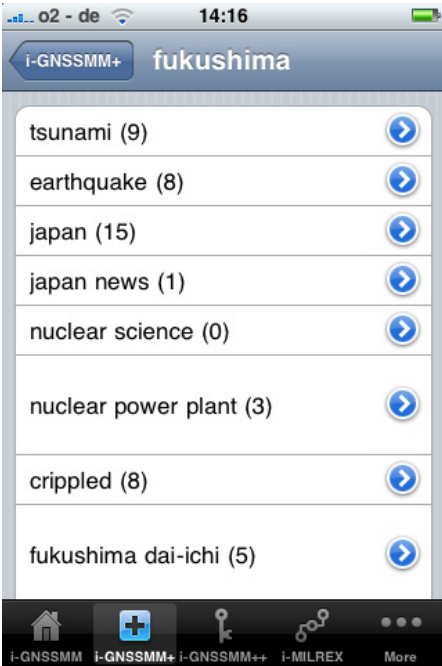 o2 - de 14:16
i-GNSSMM+ fukushima
tsunami (9)
earthquake (8)
japan (15)
japan news (1)
nuclear science (0)
nuclear power plant (3)
crippled (8)
fukushima dai-ichi (5)
i-GNSSMM i-GNSSMM+ i-GNSSMM++ i-MILREX More